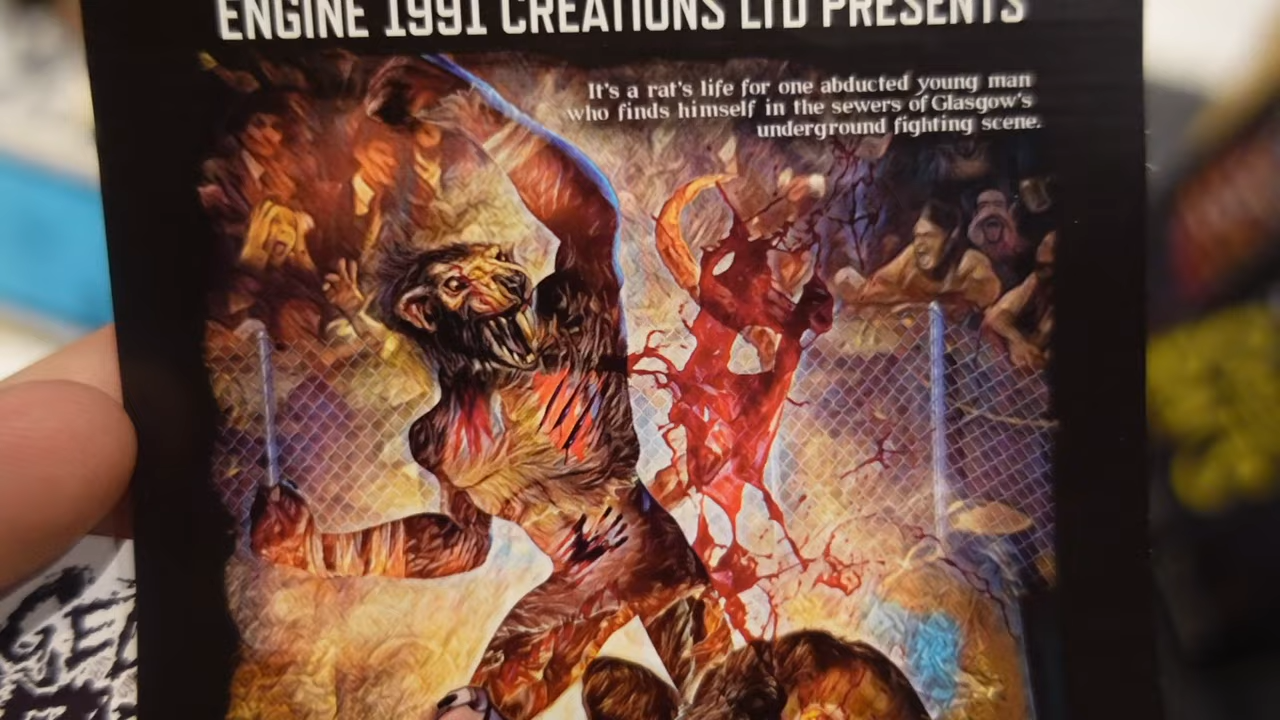 ENGINE 1991 CREATIONS LTD PRESENTS
It's a rat's life for one abducted young man
who finds himself in the sewers of Glasgow's
underground fighting scene.